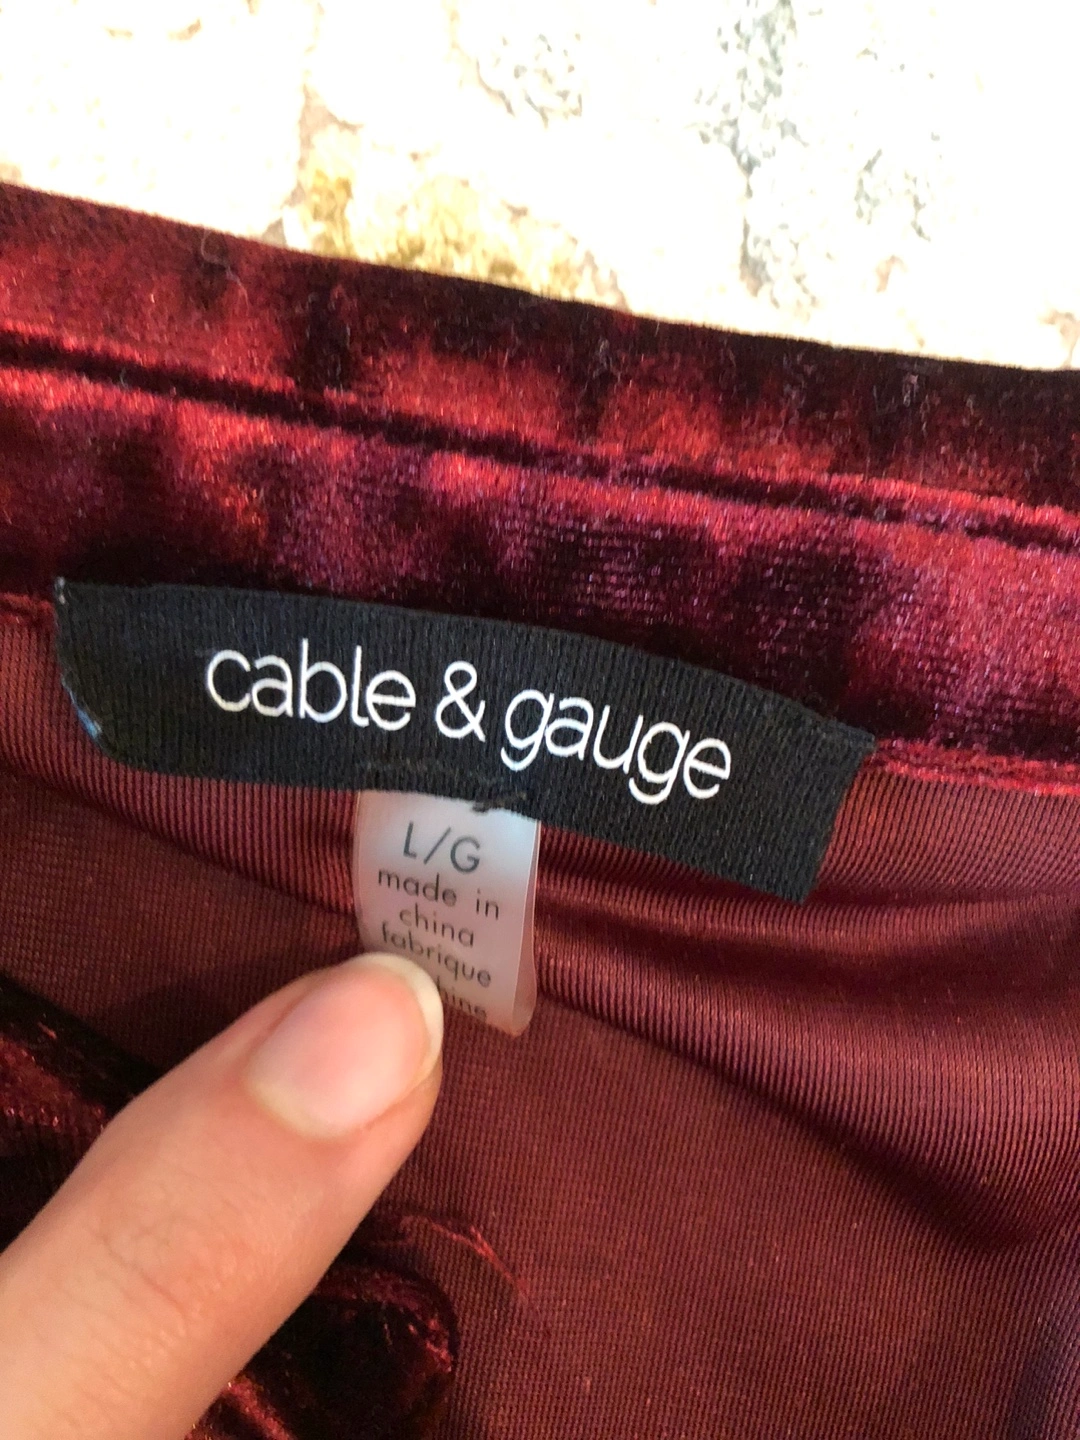 cable & gauge
L/G
made in
china
fabrique